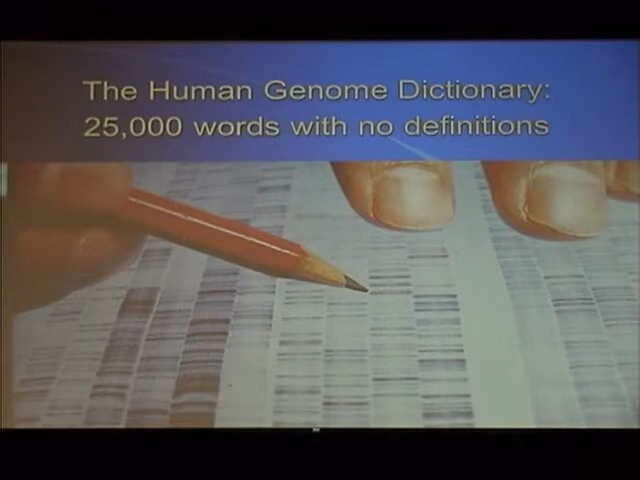 The Human Genome Dictionary:
25,000 words with no definitions